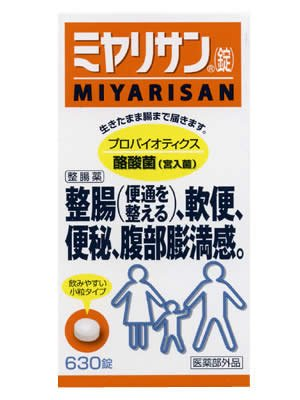 ミヤリサン®錠
MIYARISAN
生きたまま腸まで届きます。
プロバイオティクス
酪酸菌(宮入菌)
整腸薬
整腸(便通を整える)、軟便、
便秘、腹部膨満感。
飲みやすい
小粒タイプ
630錠
医薬部外品